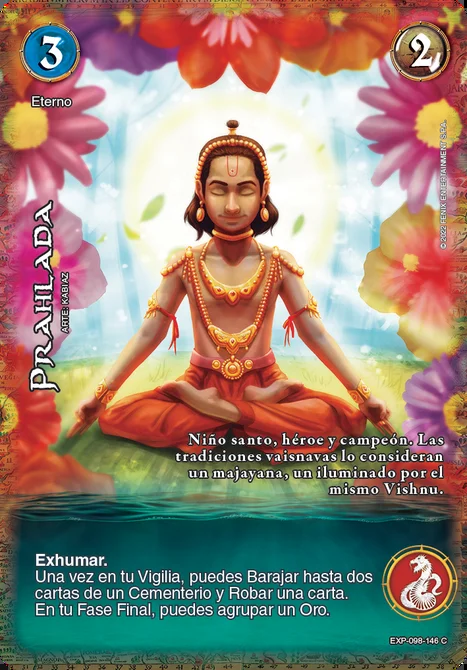 3
2
Eterno
PRAHLADA
ARTE: KABIAZ
© 2022 FENIX ENTERTAINMENT S.P.A.
Niño santo, héroe y campeón. Las
tradiciones vaisnavas lo consideran
un majayana, un iluminado por el
mismo Vishnu.
Exhumar.
Una vez en tu Vigilia, puedes Barajar hasta dos
cartas de un Cementerio y Robar una carta.
En tu Fase Final, puedes agrupar un Oro.
EXP-098-146 C